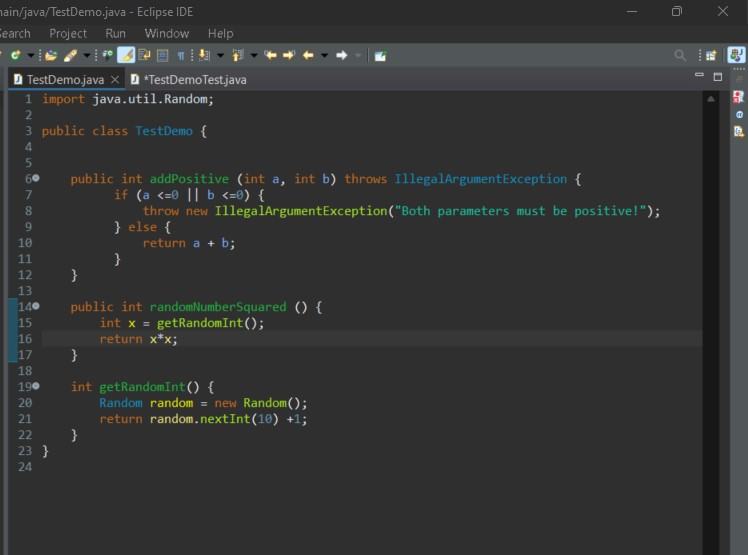 ain/java/TestDemo.java - Eclipse IDE
earch Project Run Window Help
TestDemo.java *TestDemoTest.java
1 import java.util.Random;
2
3 public class TestDemo {
4
5
6 public int addPositive (int a, int b) throws IllegalArgumentException {
7 if (a <=0 || b <=0) {
8 throw new IllegalArgumentException("Both parameters must be positive!");
9 } else {
10 return a + b;
11 }
12 }
13
14 public int randomNumberSquared () {
15 int x = getRandomInt();
16 return x*x;
17 }
18
19 int getRandomInt() {
20 Random random = new Random();
21 return random.nextInt(10) +1;
22 }
23 }
24